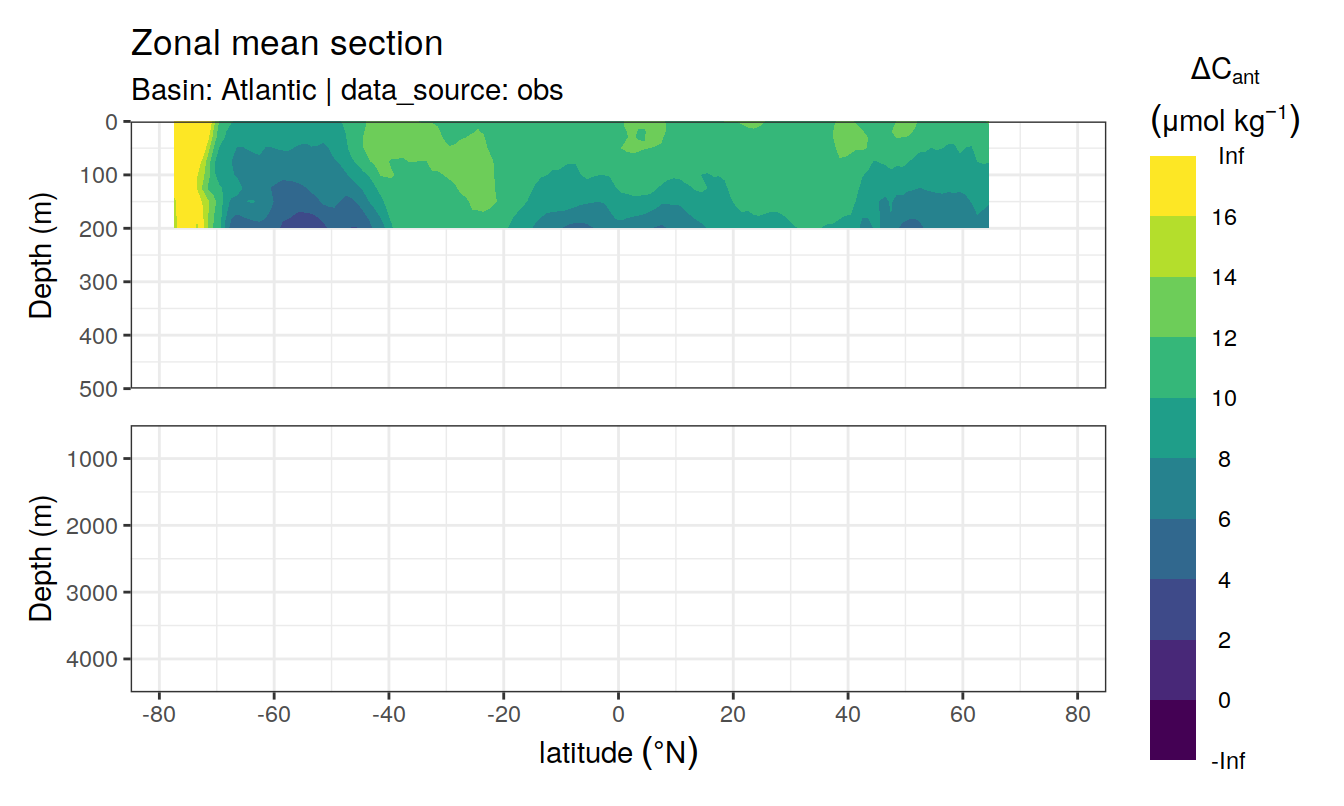 Zonal mean section
Basin: Atlantic | data_source: obs
ΔCant
(μmol kg⁻¹)
Depth (m)
0
100
200
300
400
500
Depth (m)
1000
2000
3000
4000
-80 -60 -40 -20 0 20 40 60 80
latitude (°N)
Inf
16
14
12
10
8
6
4
2
0
-Inf